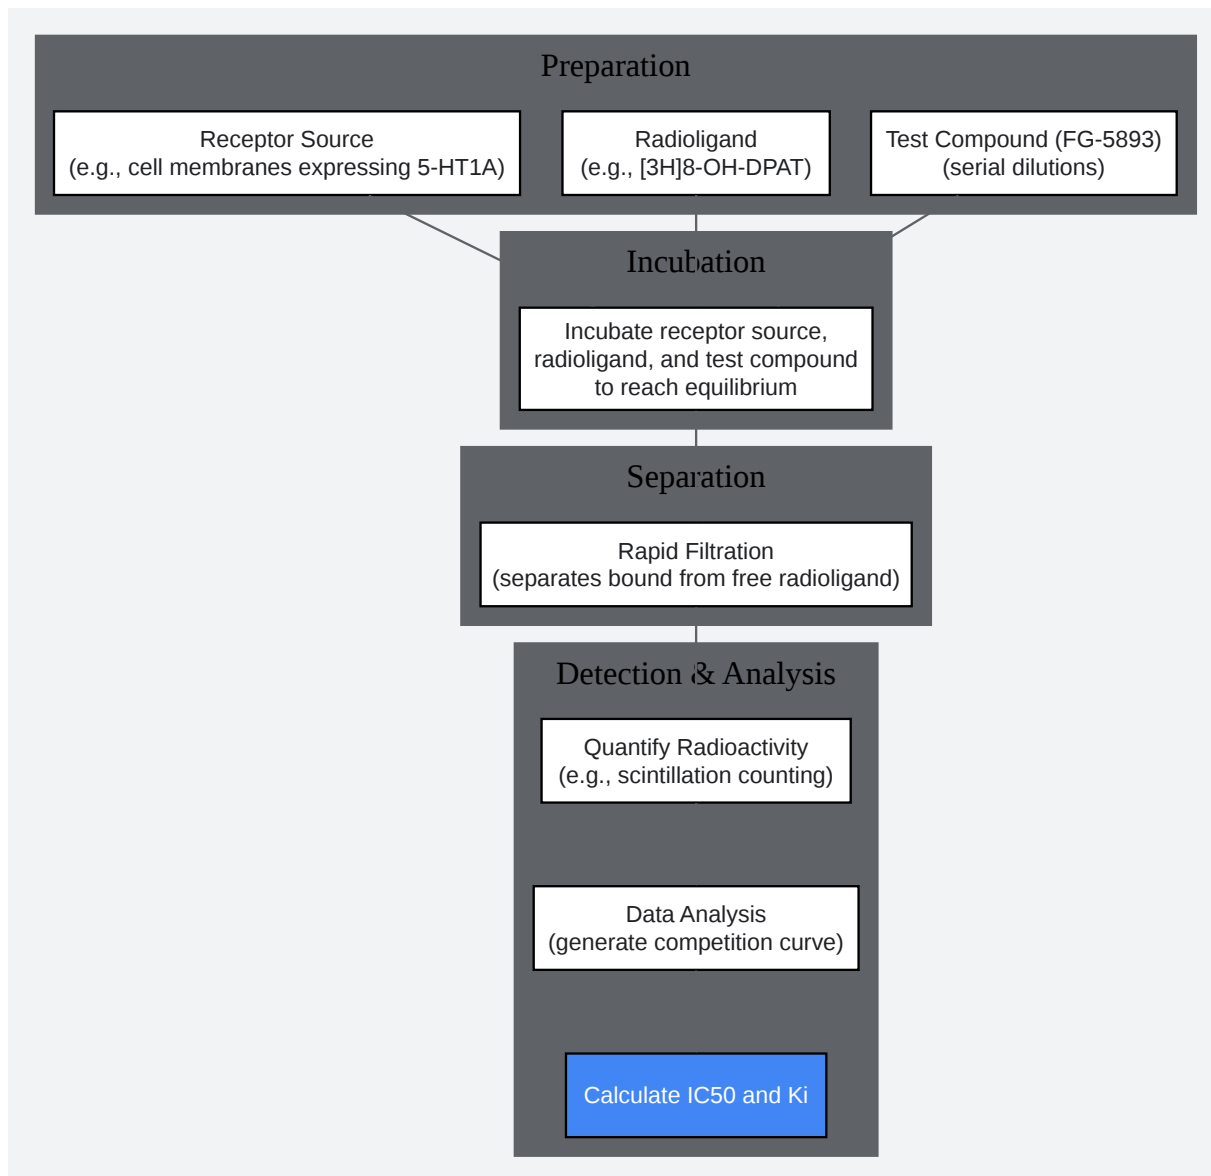 Preparation
Receptor Source
(e.g., cell membranes expressing 5-HT1A)
Radioligand
(e.g., [3H]8-OH-DPAT)
Test Compound (FG-5893)
(serial dilutions)
Incubation
Incubate receptor source,
radioligand, and test compound
to reach equilibrium
Separation
Rapid Filtration
(separates bound from free radioligand)
Detection & Analysis
Quantify Radioactivity
(e.g., scintillation counting)
Data Analysis
(generate competition curve)
Calculate IC50 and Ki